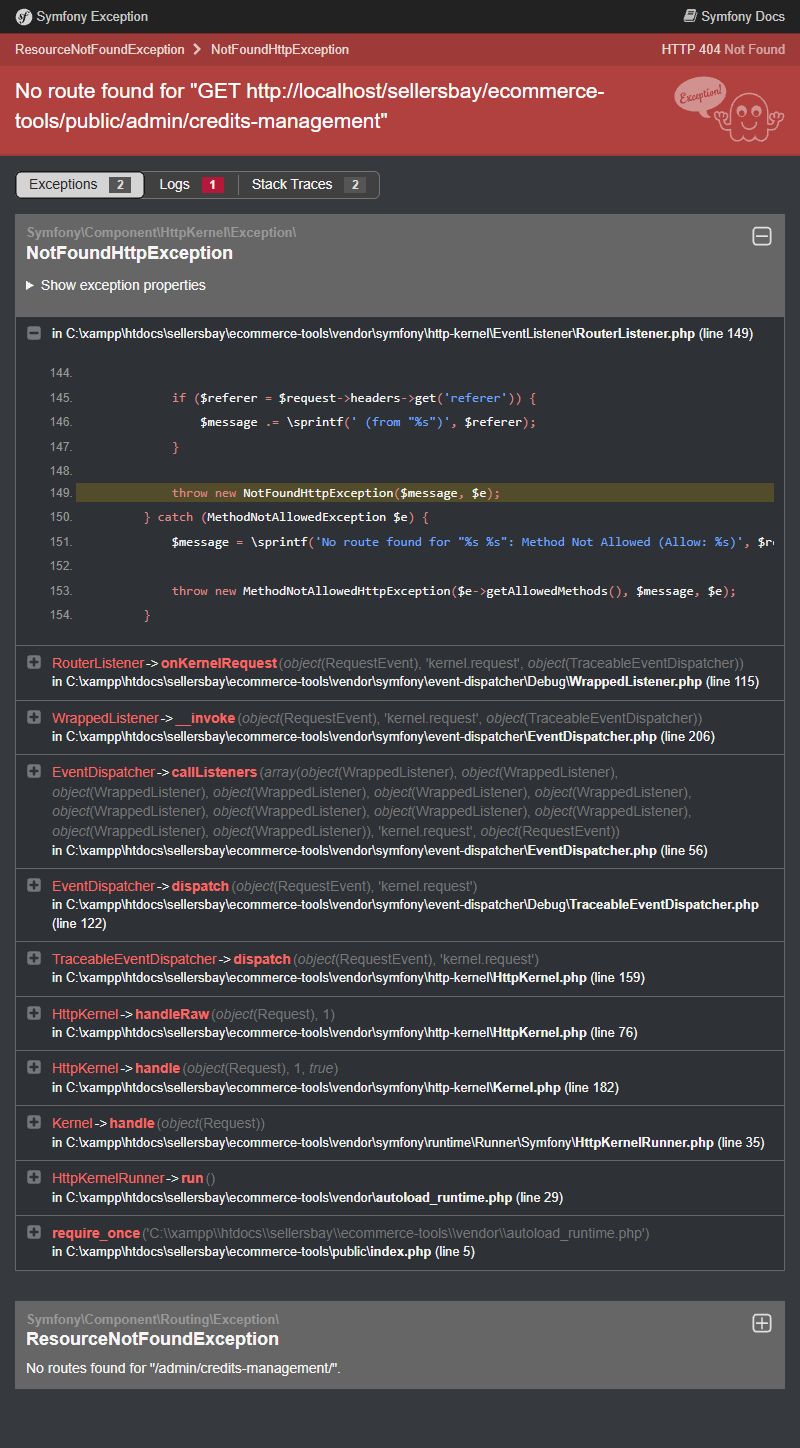 Symfony Exception
Symfony Docs
ResourceNotFoundException > NotFoundHttpException
HTTP 404 Not Found
No route found for "GET http://localhost/sellersbay/ecommerce-
tools/public/admin/credits-management"
Exception!
Exceptions 2
Logs 1
Stack Traces 2
Symfony\Component\HttpKernel\Exception\
NotFoundHttpException
Show exception properties
in C:\xampp\htdocs\sellersbay\ecommerce-tools\vendor\symfony\http-kernel\EventListener\RouterListener.php (line 149)
144.
145. if ($referer = $request->headers->get('referer')) {
146. $message .= \sprintf(' (from "%s")', $referer);
147. }
148.
149. throw new NotFoundHttpException($message, $e);
150. } catch (MethodNotAllowedException $e) {
151. $message = \sprintf('No route found for "%s %s": Method Not Allowed (Allow: %s)', $r
152.
153. throw new MethodNotAllowedHttpException($e->getAllowedMethods(), $message, $e);
154. }
RouterListener->onKernelRequest(object(RequestEvent), 'kernel.request', object(TraceableEventDispatcher))
in C:\xampp\htdocs\sellersbay\ecommerce-tools\vendor\symfony\event-dispatcher\Debug\WrappedListener.php (line 115)
WrappedListener->__invoke(object(RequestEvent), 'kernel.request', object(TraceableEventDispatcher))
in C:\xampp\htdocs\sellersbay\ecommerce-tools\vendor\symfony\event-dispatcher\EventDispatcher.php (line 206)
EventDispatcher->callListeners(array(object(WrappedListener), object(WrappedListener),
object(WrappedListener), object(WrappedListener), object(WrappedListener), object(WrappedListener),
object(WrappedListener), object(WrappedListener), object(WrappedListener), object(WrappedListener),
object(WrappedListener), object(WrappedListener)), 'kernel.request', object(RequestEvent))
in C:\xampp\htdocs\sellersbay\ecommerce-tools\vendor\symfony\event-dispatcher\EventDispatcher.php (line 56)
EventDispatcher->dispatch(object(RequestEvent), 'kernel.request')
in C:\xampp\htdocs\sellersbay\ecommerce-tools\vendor\symfony\event-dispatcher\Debug\TraceableEventDispatcher.php
(line 122)
TraceableEventDispatcher->dispatch(object(RequestEvent), 'kernel.request')
in C:\xampp\htdocs\sellersbay\ecommerce-tools\vendor\symfony\http-kernel\HttpKernel.php (line 159)
HttpKernel->handleRaw(object(Request), 1)
in C:\xampp\htdocs\sellersbay\ecommerce-tools\vendor\symfony\http-kernel\HttpKernel.php (line 76)
HttpKernel->handle(object(Request), 1, true)
in C:\xampp\htdocs\sellersbay\ecommerce-tools\vendor\symfony\http-kernel\Kernel.php (line 182)
Kernel->handle(object(Request))
in C:\xampp\htdocs\sellersbay\ecommerce-tools\vendor\symfony\runtime\Runner\Symfony\HttpKernelRunner.php (line 35)
HttpKernelRunner->run()
in C:\xampp\htdocs\sellersbay\ecommerce-tools\vendor\autoload_runtime.php (line 29)
require_once('C:\\xampp\\htdocs\\sellersbay\\ecommerce-tools\\vendor\\autoload_runtime.php')
in C:\xampp\htdocs\sellersbay\ecommerce-tools\public\index.php (line 5)
Symfony\Component\Routing\Exception\
ResourceNotFoundException
No routes found for "/admin/credits-management/".